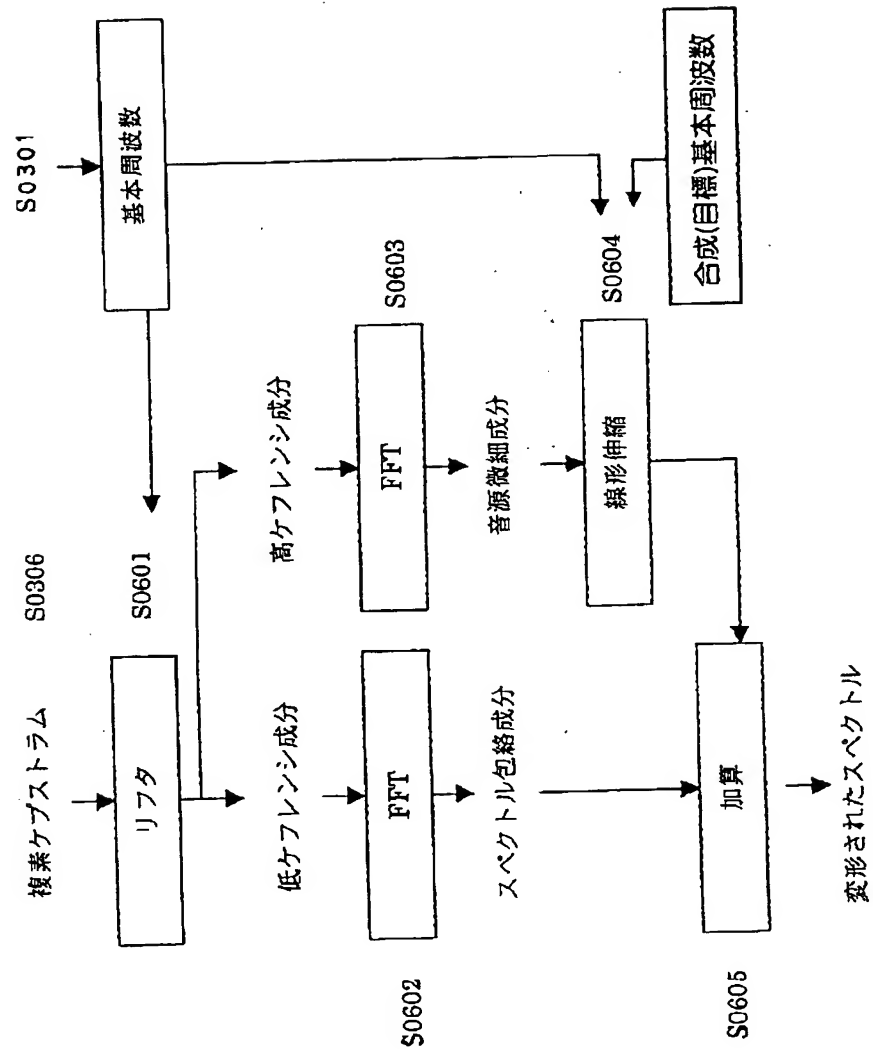 S0301
基本周波数
複素ケプストラム
S0306
リフタ
S0601
低ケフレンシ成分
高ケフレンシ成分
S0602
FFT
FFT
S0603
スペクトル包絡成分
音源微細成分
線形伸縮
S0604
合成(目標)基本周波数
S0605
加算
変形されたスペクトル